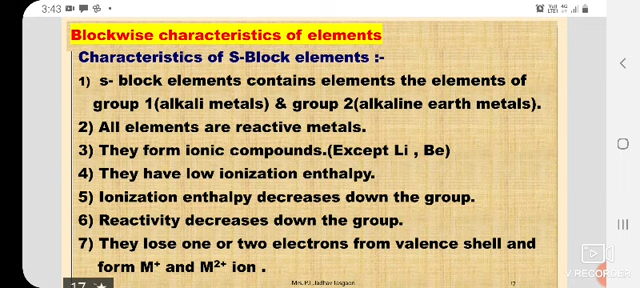 3:43
Blockwise characteristics of elements
Characteristics of S-Block elements :-
1) s- block elements contains elements the elements of
group 1(alkali metals) & group 2(alkaline earth metals).
2) All elements are reactive metals.
3) They form ionic compounds.(Except Li , Be)
4) They have low ionization enthalpy.
5) Ionization enthalpy decreases down the group.
6) Reactivity decreases down the group.
7) They lose one or two electrons from valence shell and
form M⁺ and M²⁺ ion .
17
Mrs. P.L. Jadhav
12
RECORDER